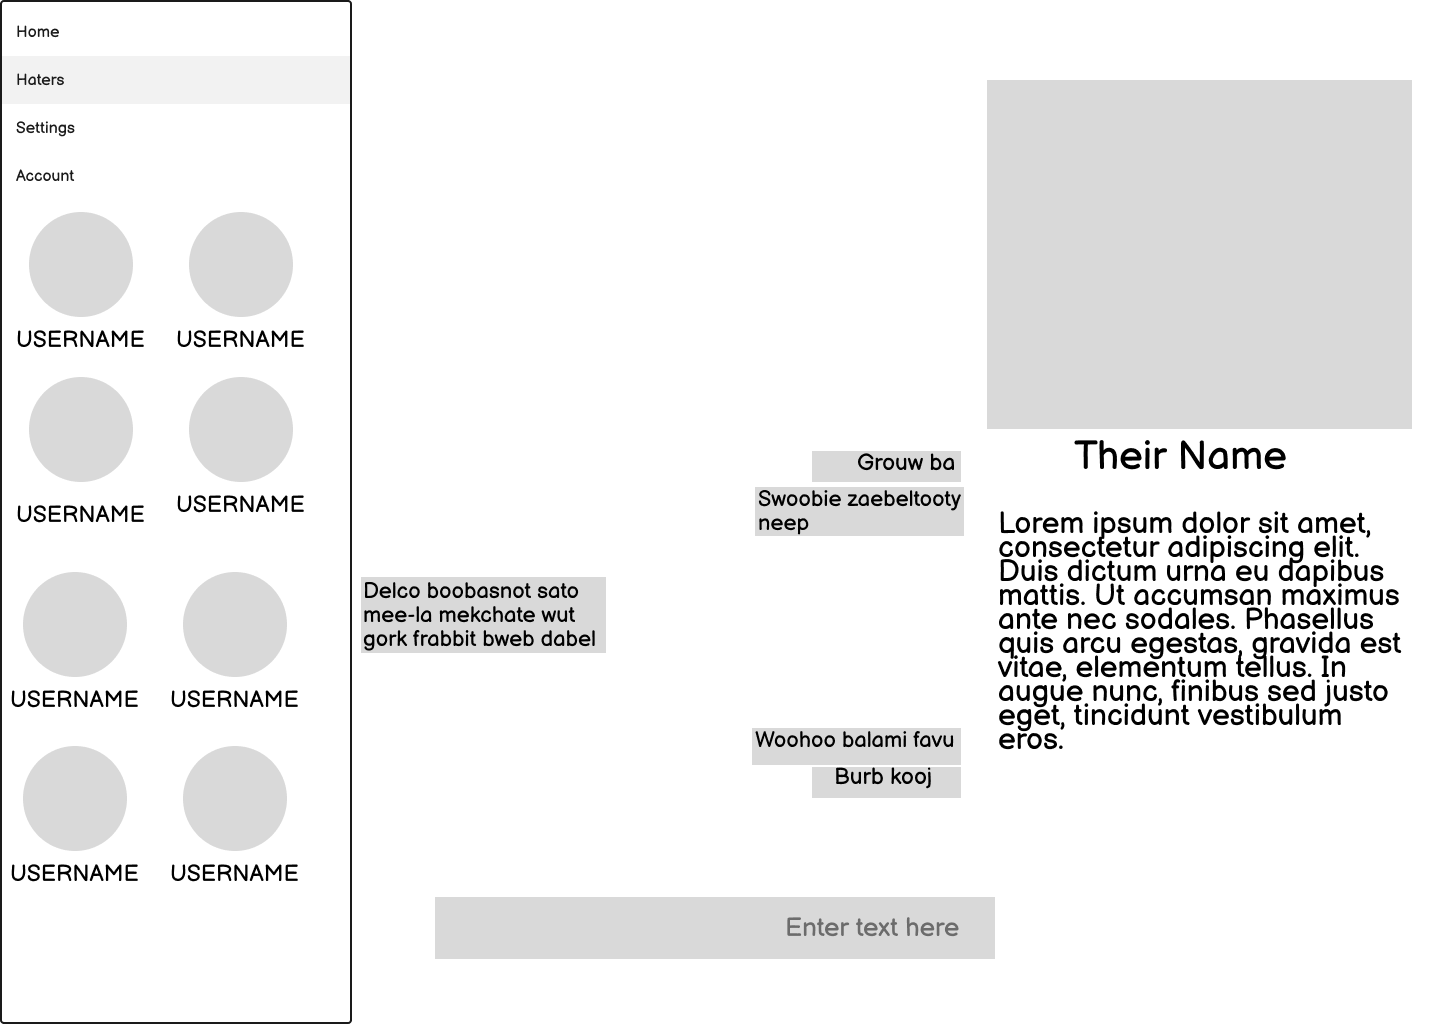 Home
Haters
Settings
Account
USERNAME USERNAME
USERNAME USERNAME
USERNAME USERNAME
USERNAME USERNAME
Grouw ba
Swoobie zaebeltooty
neep
Delco boobasnot sato
mee-la mekchate wut
gork frabbit bweb dabel
Woohoo balami favu
Burb kooj
Enter text here
Their Name
Lorem ipsum dolor sit amet,
consectetur adipiscing elit.
Duis dictum urna eu dapibus
mattis. Ut accumsan maximus
ante nec sodales. Phasellus
quis arcu egestas, gravida est
vitae, elementum tellus. In
augue nunc, finibus sed justo
eget, tincidunt vestibulum
eros.